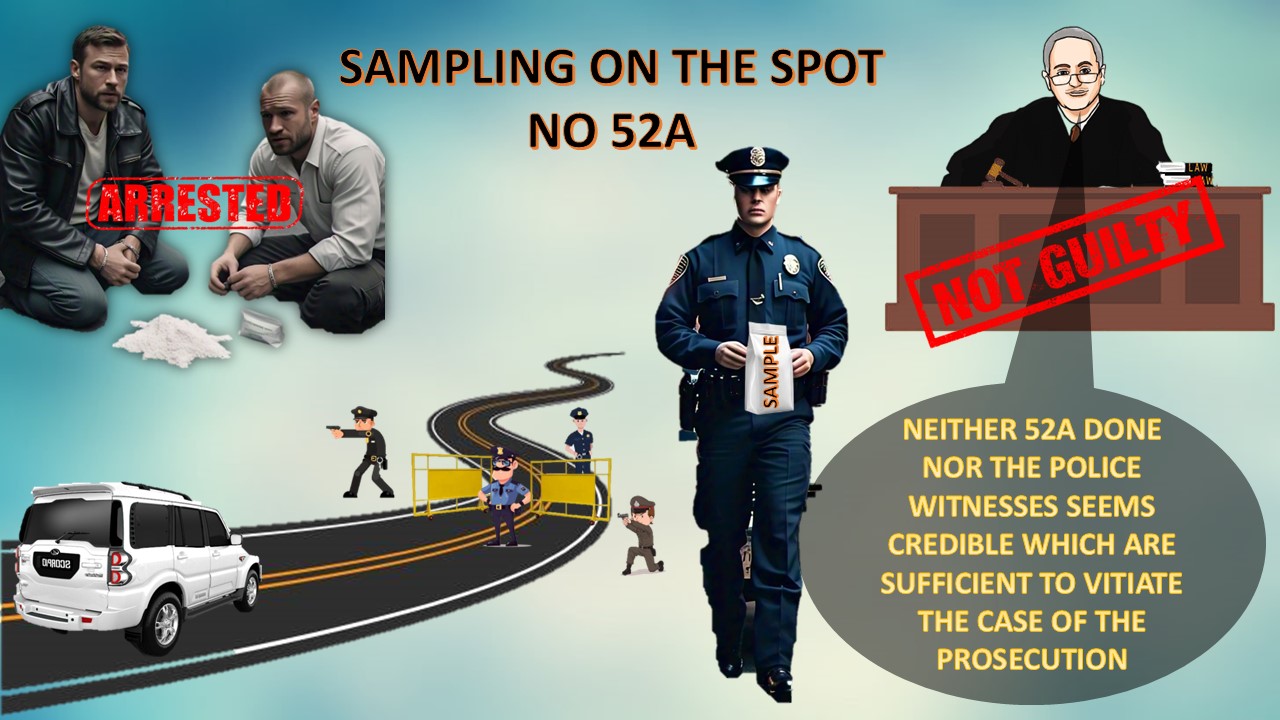 SAMPLING ON THE SPOT
NO 52A
ARRESTED
LAW
NOT GUILTY
SAMPLE
SCORPIO
NEITHER 52A DONE
NOR THE POLICE
WITNESSES SEEMS
CREDIBLE WHICH ARE
SUFFICIENT TO VITIATE
THE CASE OF THE
PROSECUTION